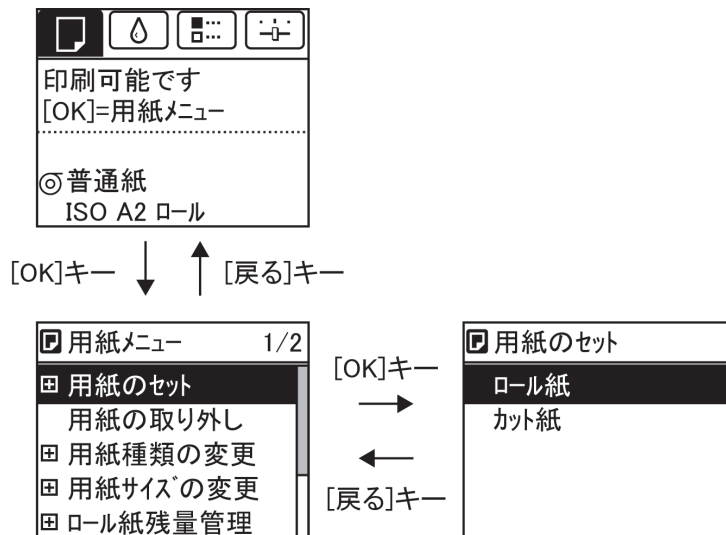 印刷可能です
[OK]=用紙メニュー
普通紙
ISO A2 ロール
[OK]キー
[戻る]キー
用紙メニュー 1/2
用紙のセット
用紙の取り外し
用紙種類の変更
用紙サイズの変更
ロール紙残量管理
[OK]キー
[戻る]キー
用紙のセット
ロール紙
カット紙